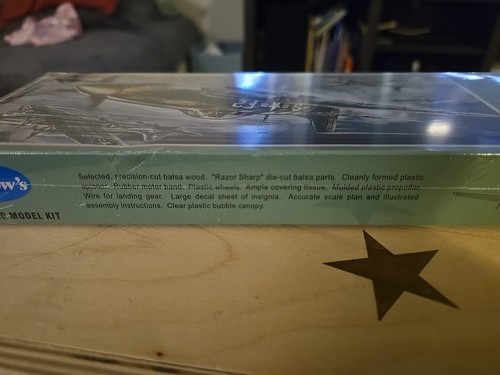 Selected, precision-cut balsa wood. "Razor Sharp" die-cut balsa parts. Cleanly formed plastic
spinner. Rubber motor band. Plastic wheels. Ample covering tissue. Molded plastic propeller.
Wire for landing gear. Large decal sheet of insignia. Accurate scale plan and illustrated
assembly instructions. Clear plastic bubble canopy.
ow's
MODEL KIT